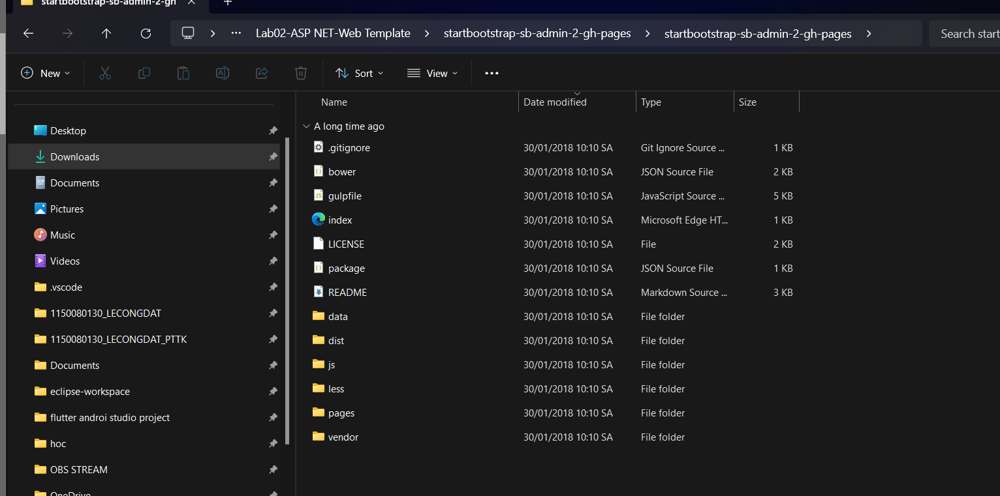 startbootstrap-sb-admin-2-gh
Lab02-ASP NET-Web Template > startbootstrap-sb-admin-2-gh-pages > startbootstrap-sb-admin-2-gh-pages > Search start
New Sort View
Name Date modified Type Size
A long time ago
Desktop
Downloads
Documents
Pictures
Music
Videos
.vscode
1150080130_LECONGDAT
1150080130_LECONGDAT_PTTK
Documents
eclipse-workspace
flutter androi studio project
hoc
OBS STREAM
OneDrive
.gitignore 30/01/2018 10:10 SA Git Ignore Source ... 1 KB
bower 30/01/2018 10:10 SA JSON Source File 2 KB
gulpfile 30/01/2018 10:10 SA JavaScript Source ... 5 KB
index 30/01/2018 10:10 SA Microsoft Edge HT... 1 KB
LICENSE 30/01/2018 10:10 SA File 2 KB
package 30/01/2018 10:10 SA JSON Source File 1 KB
README 30/01/2018 10:10 SA Markdown Source ... 3 KB
data 30/01/2018 10:10 SA File folder
dist 30/01/2018 10:10 SA File folder
js 30/01/2018 10:10 SA File folder
less 30/01/2018 10:10 SA File folder
pages 30/01/2018 10:10 SA File folder
vendor 30/01/2018 10:10 SA File folder